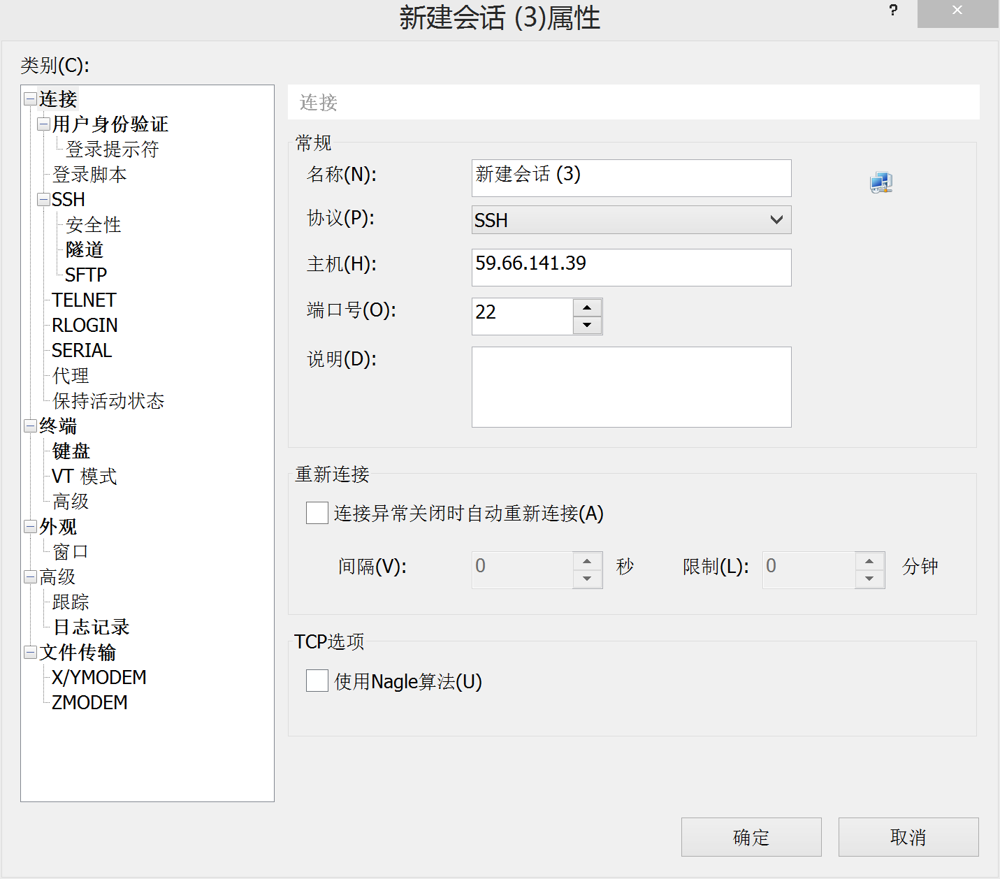 新建会话 (3)属性
?
类别(C):
连接
用户身份验证
登录提示符
登录脚本
SSH
安全性
隧道
SFTP
TELNET
RLOGIN
SERIAL
代理
保持活动状态
终端
键盘
VT 模式
高级
外观
窗口
高级
跟踪
日志记录
文件传输
X/YMODEM
ZMODEM
连接
常规
名称(N):
新建会话 (3)
协议(P):
SSH
主机(H):
59.66.141.39
端口号(O):
22
说明(D):
重新连接
连接异常关闭时自动重新连接(A)
间隔(V): 0 秒 限制(L): 0 分钟
TCP选项
使用Nagle算法(U)
确定 取消